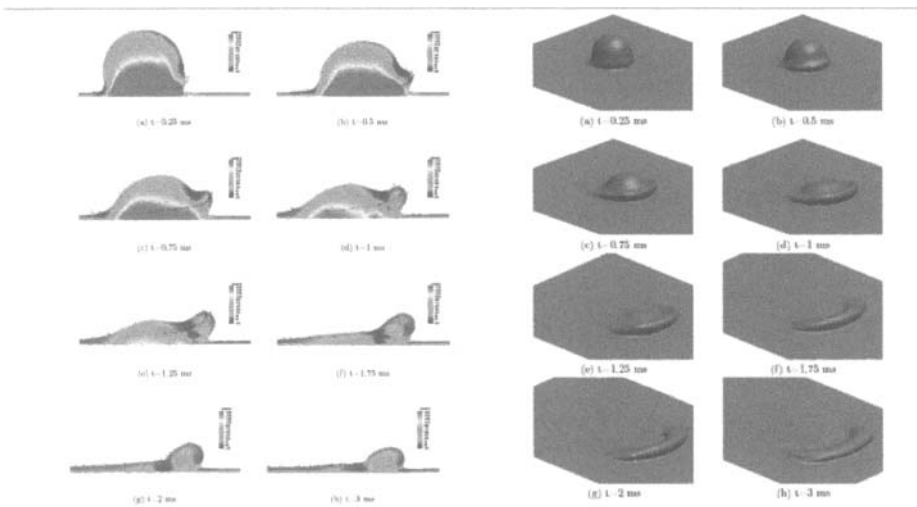 (a) t=0.25 ms
(b) t=0.5 ms
(c) t=0.75 ms
(d) t=1 ms
(e) t=1.25 ms
(f) t=1.75 ms
(g) t=2 ms
(h) t=3 ms
(a) t=0.25 ms
(b) t=0.5 ms
(c) t=0.75 ms
(d) t=1 ms
(e) t=1.25 ms
(f) t=1.75 ms
(g) t=2 ms
(h) t=3 ms